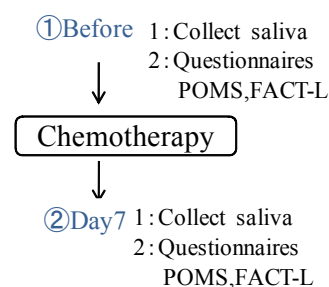 ①Before 1:Collect saliva
2:Questionnaires
POMS,FACT-L
Chemotherapy
②Day7 1:Collect saliva
2:Questionnaires
POMS,FACT-L